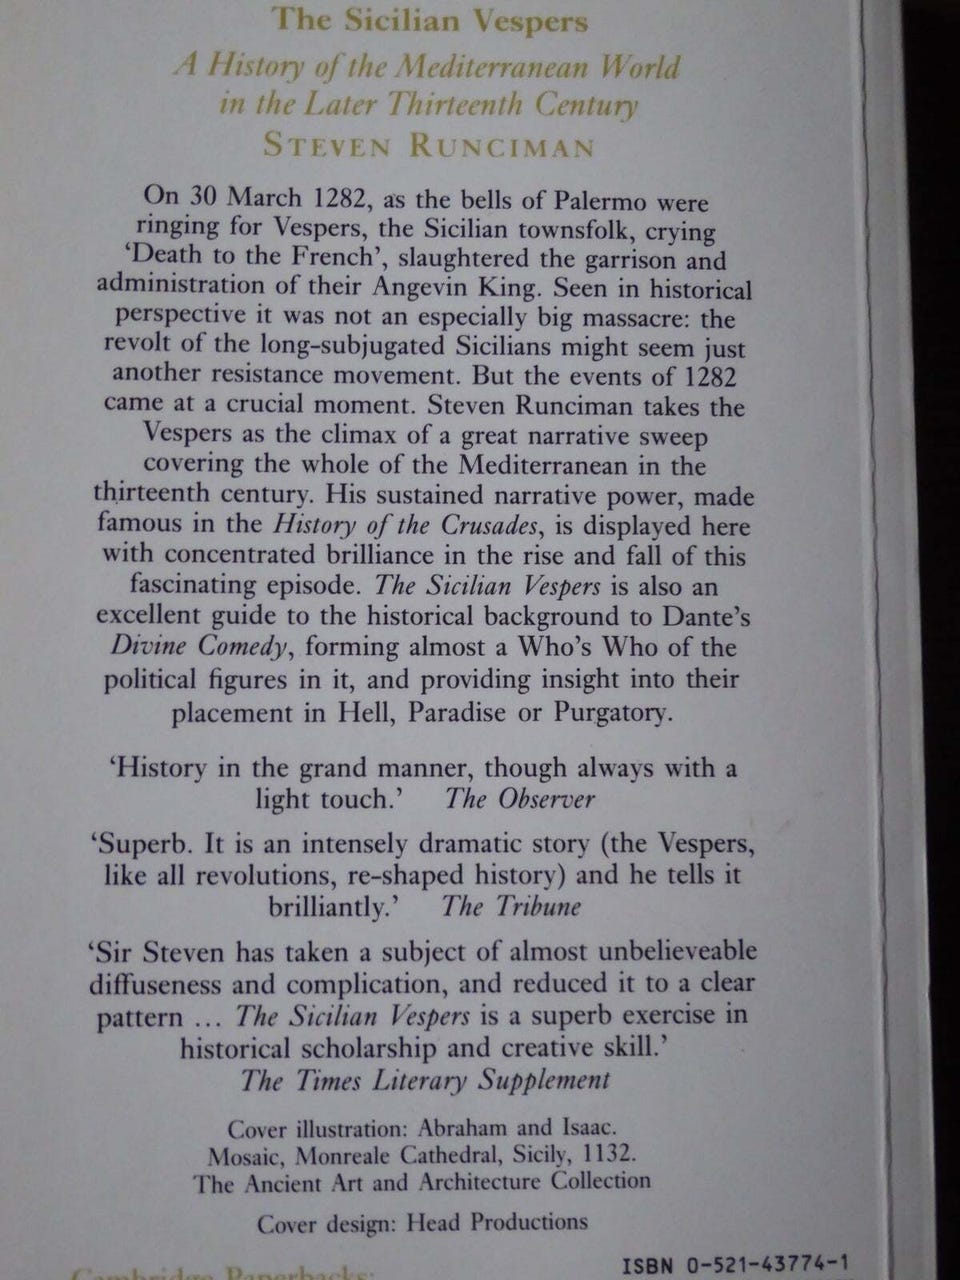 The Sicilian Vespers
A History of the Mediterranean World
in the Later Thirteenth Century
STEVEN RUNCIMAN
On 30 March 1282, as the bells of Palermo were
ringing for Vespers, the Sicilian townsfolk, crying
‘Death to the French’, slaughtered the garrison and
administration of their Angevin King. Seen in historical
perspective it was not an especially big massacre: the
revolt of the long-subjugated Sicilians might seem just
another resistance movement. But the events of 1282
came at a crucial moment. Steven Runciman takes the
Vespers as the climax of a great narrative sweep
covering the whole of the Mediterranean in the
thirteenth century. His sustained narrative power, made
famous in the History of the Crusades, is displayed here
with concentrated brilliance in the rise and fall of this
fascinating episode. The Sicilian Vespers is also an
excellent guide to the historical background to Dante’s
Divine Comedy, forming almost a Who’s Who of the
political figures in it, and providing insight into their
placement in Hell, Paradise or Purgatory.
‘History in the grand manner, though always with a
light touch.’ The Observer
‘Superb. It is an intensely dramatic story (the Vespers,
like all revolutions, re-shaped history) and he tells it
brilliantly.’ The Tribune
‘Sir Steven has taken a subject of almost unbelieveable
diffuseness and complication, and reduced it to a clear
pattern ... The Sicilian Vespers is a superb exercise in
historical scholarship and creative skill.’
The Times Literary Supplement
Cover illustration: Abraham and Isaac.
Mosaic, Monreale Cathedral, Sicily, 1132.
The Ancient Art and Architecture Collection
Cover design: Head Productions
ISBN 0-521-43774-1
Cambridge Paperbacks: